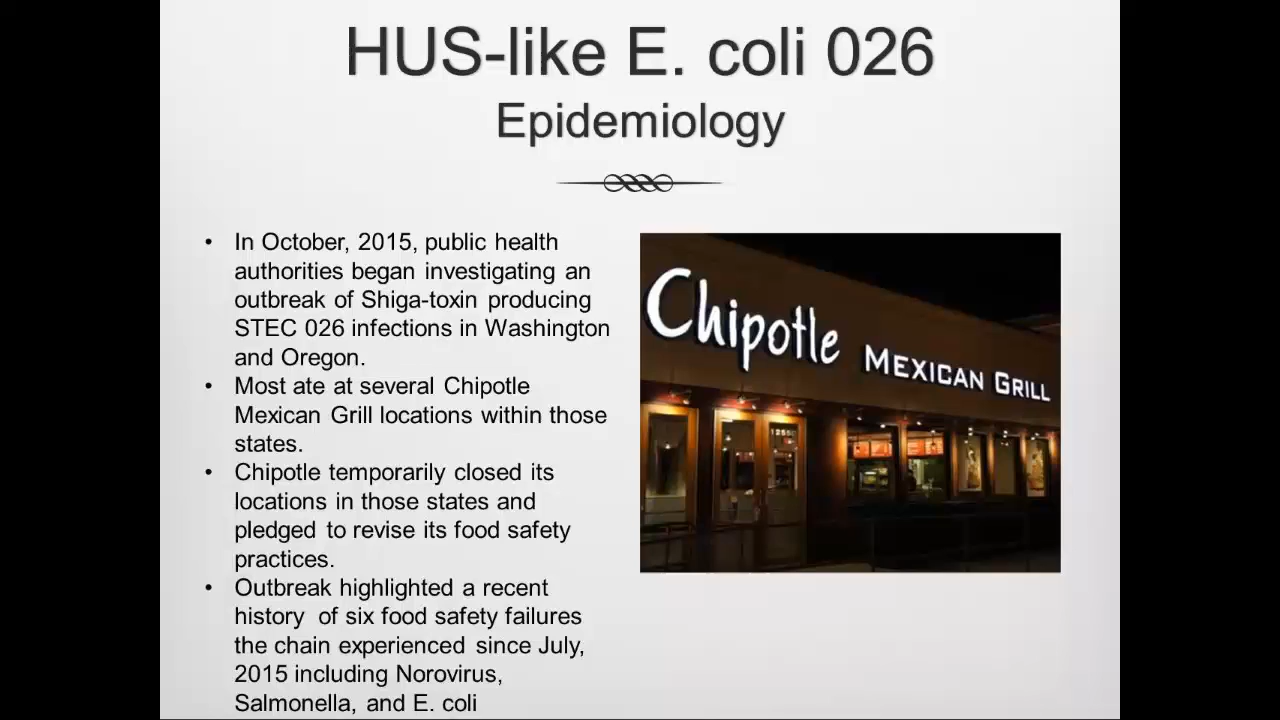 HUS-like E. coli 026
Epidemiology
• In October, 2015, public health
authorities began investigating an
outbreak of Shiga-toxin producing
STEC 026 infections in Washington
and Oregon.
• Most ate at several Chipotle
Mexican Grill locations within those
states.
• Chipotle temporarily closed its
locations in those states and
pledged to revise its food safety
practices.
• Outbreak highlighted a recent
history of six food safety failures
the chain experienced since July,
2015 including Norovirus,
Salmonella, and E. coli
Chipotle MEXICAN GRILL